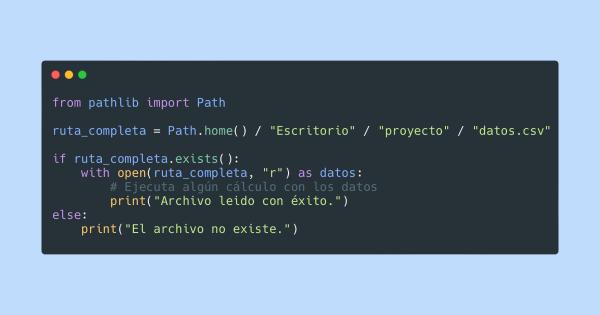 from pathlib import Path
ruta_completa = Path.home() / "Escritorio" / "proyecto" / "datos.csv"
if ruta_completa.exists():
    with open(ruta_completa, "r") as datos:
        # Ejecuta algún cálculo con los datos
        print("Archivo leido con éxito.")
else:
    print("El archivo no existe.")